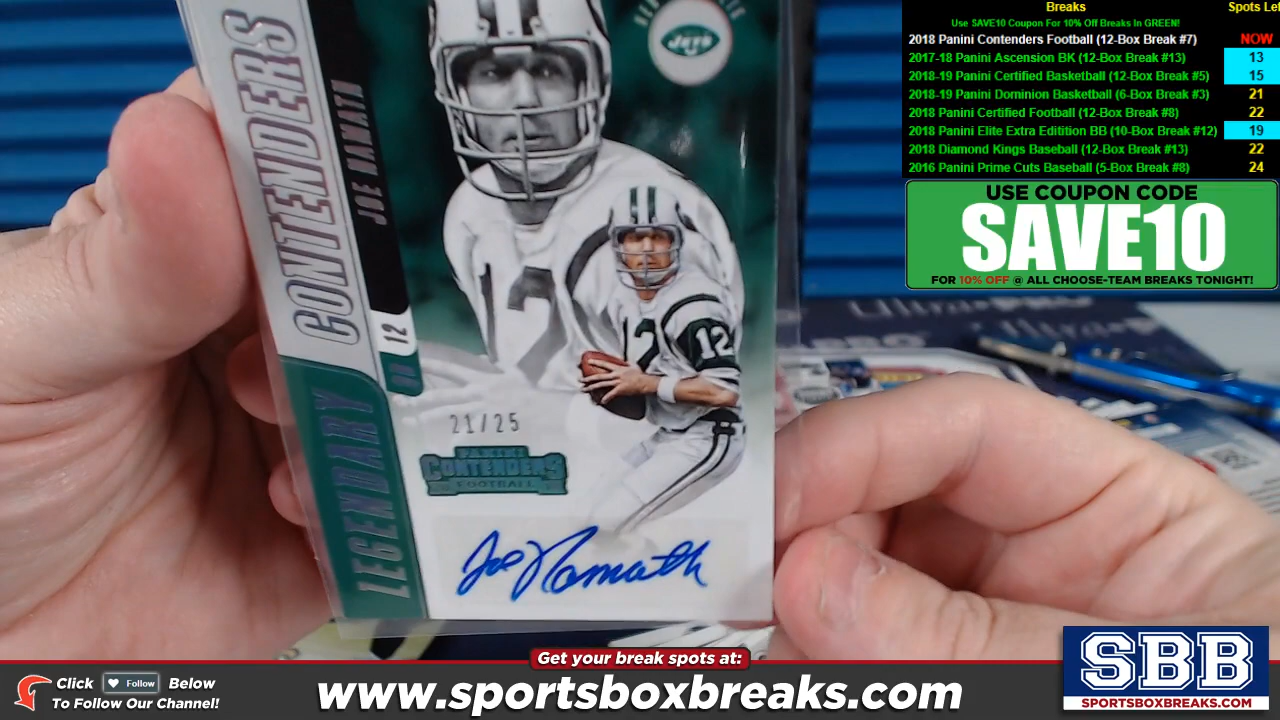 CONTENDERS
JOE NAMATH
JETS
12
LEGENDARY
21/25
PANINI
CONTENDERS
FOOTBALL
Joe Namath
Breaks
Spots Lef
Use SAVE10 Coupon For 10% Off Breaks In GREEN!
2018 Panini Contenders Football (12-Box Break #7) NOW
2017-18 Panini Ascension BK (12-Box Break #13) 13
2018-19 Panini Certified Basketball (12-Box Break #5) 15
2018-19 Panini Dominion Basketball (6-Box Break #3) 21
2018 Panini Certified Football (12-Box Break #8) 22
2018 Panini Elite Extra Edition BB (10-Box Break #12) 19
2018 Diamond Kings Baseball (12-Box Break #13) 22
2016 Panini Prime Cuts Baseball (5-Box Break #8) 24
USE COUPON CODE
SAVE10
FOR 10% OFF @ ALL CHOOSE-TEAM BREAKS TONIGHT!
Get your break spots at:
Click Follow Below
To Follow Our Channel!
www.sportsboxbreaks.com
SBB
SPORTSBOXBREAKS.COM